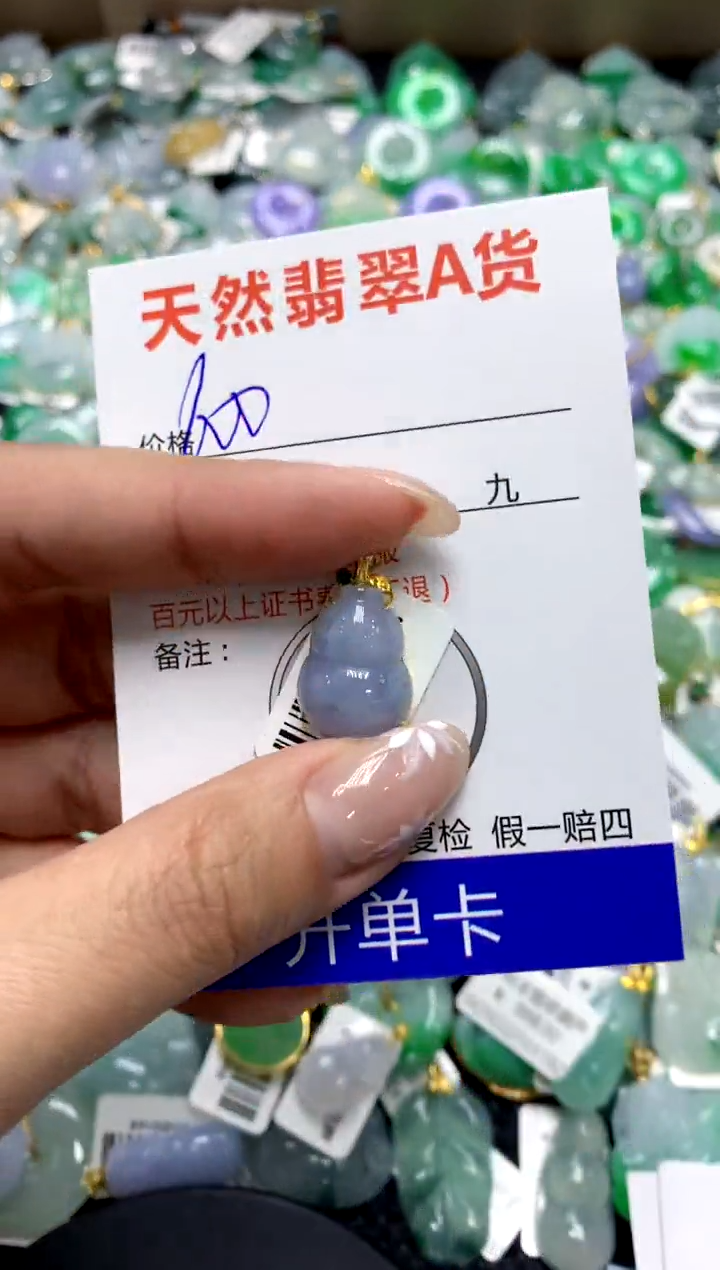 天然翡翠A货
价格
九
百元以上证书 退）
备注：
复检 假一赔四
开单卡